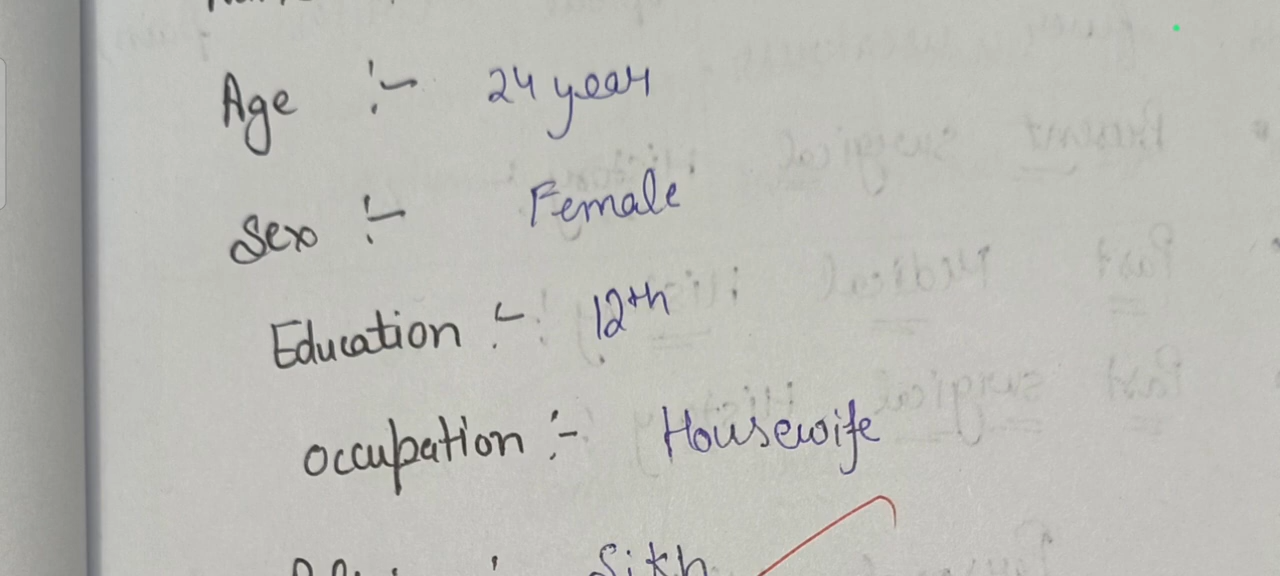 Age :- 24 year
Sex :- Female
Education :- 12th
Occupation :- Housewife
Sikh